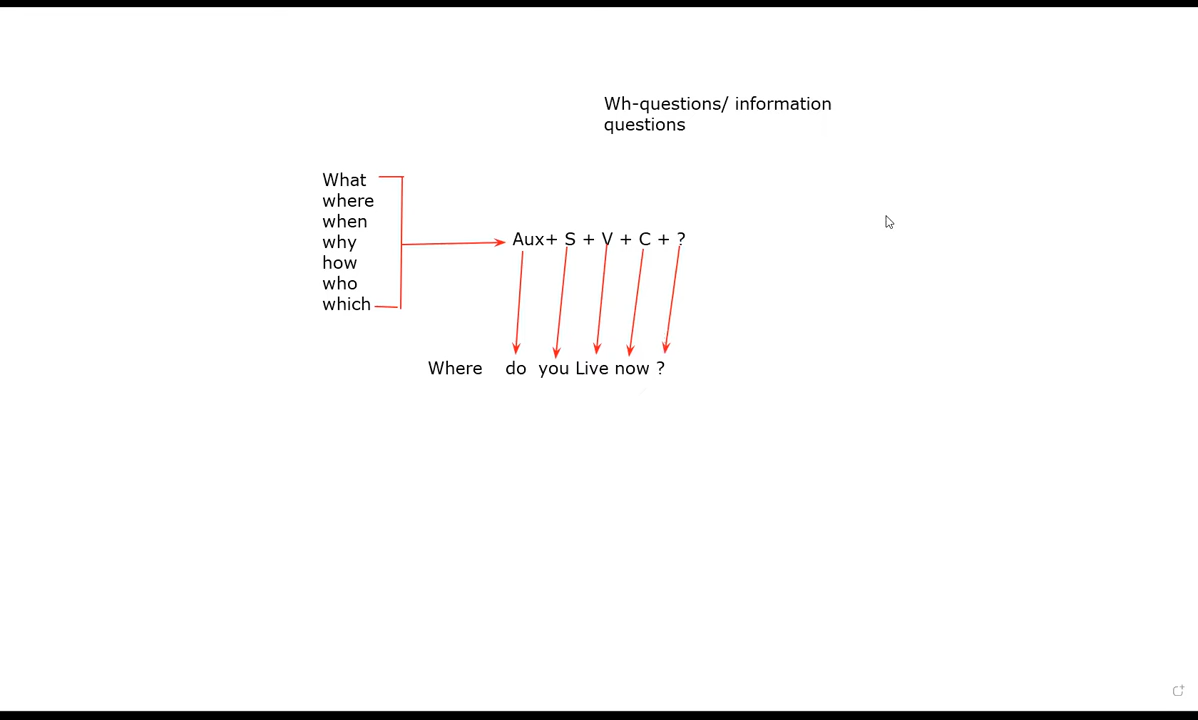 Wh-questions/ information
questions
What
where
when
why
how
who
which
Aux+ S + V + C + ?
Where do you Live now ?